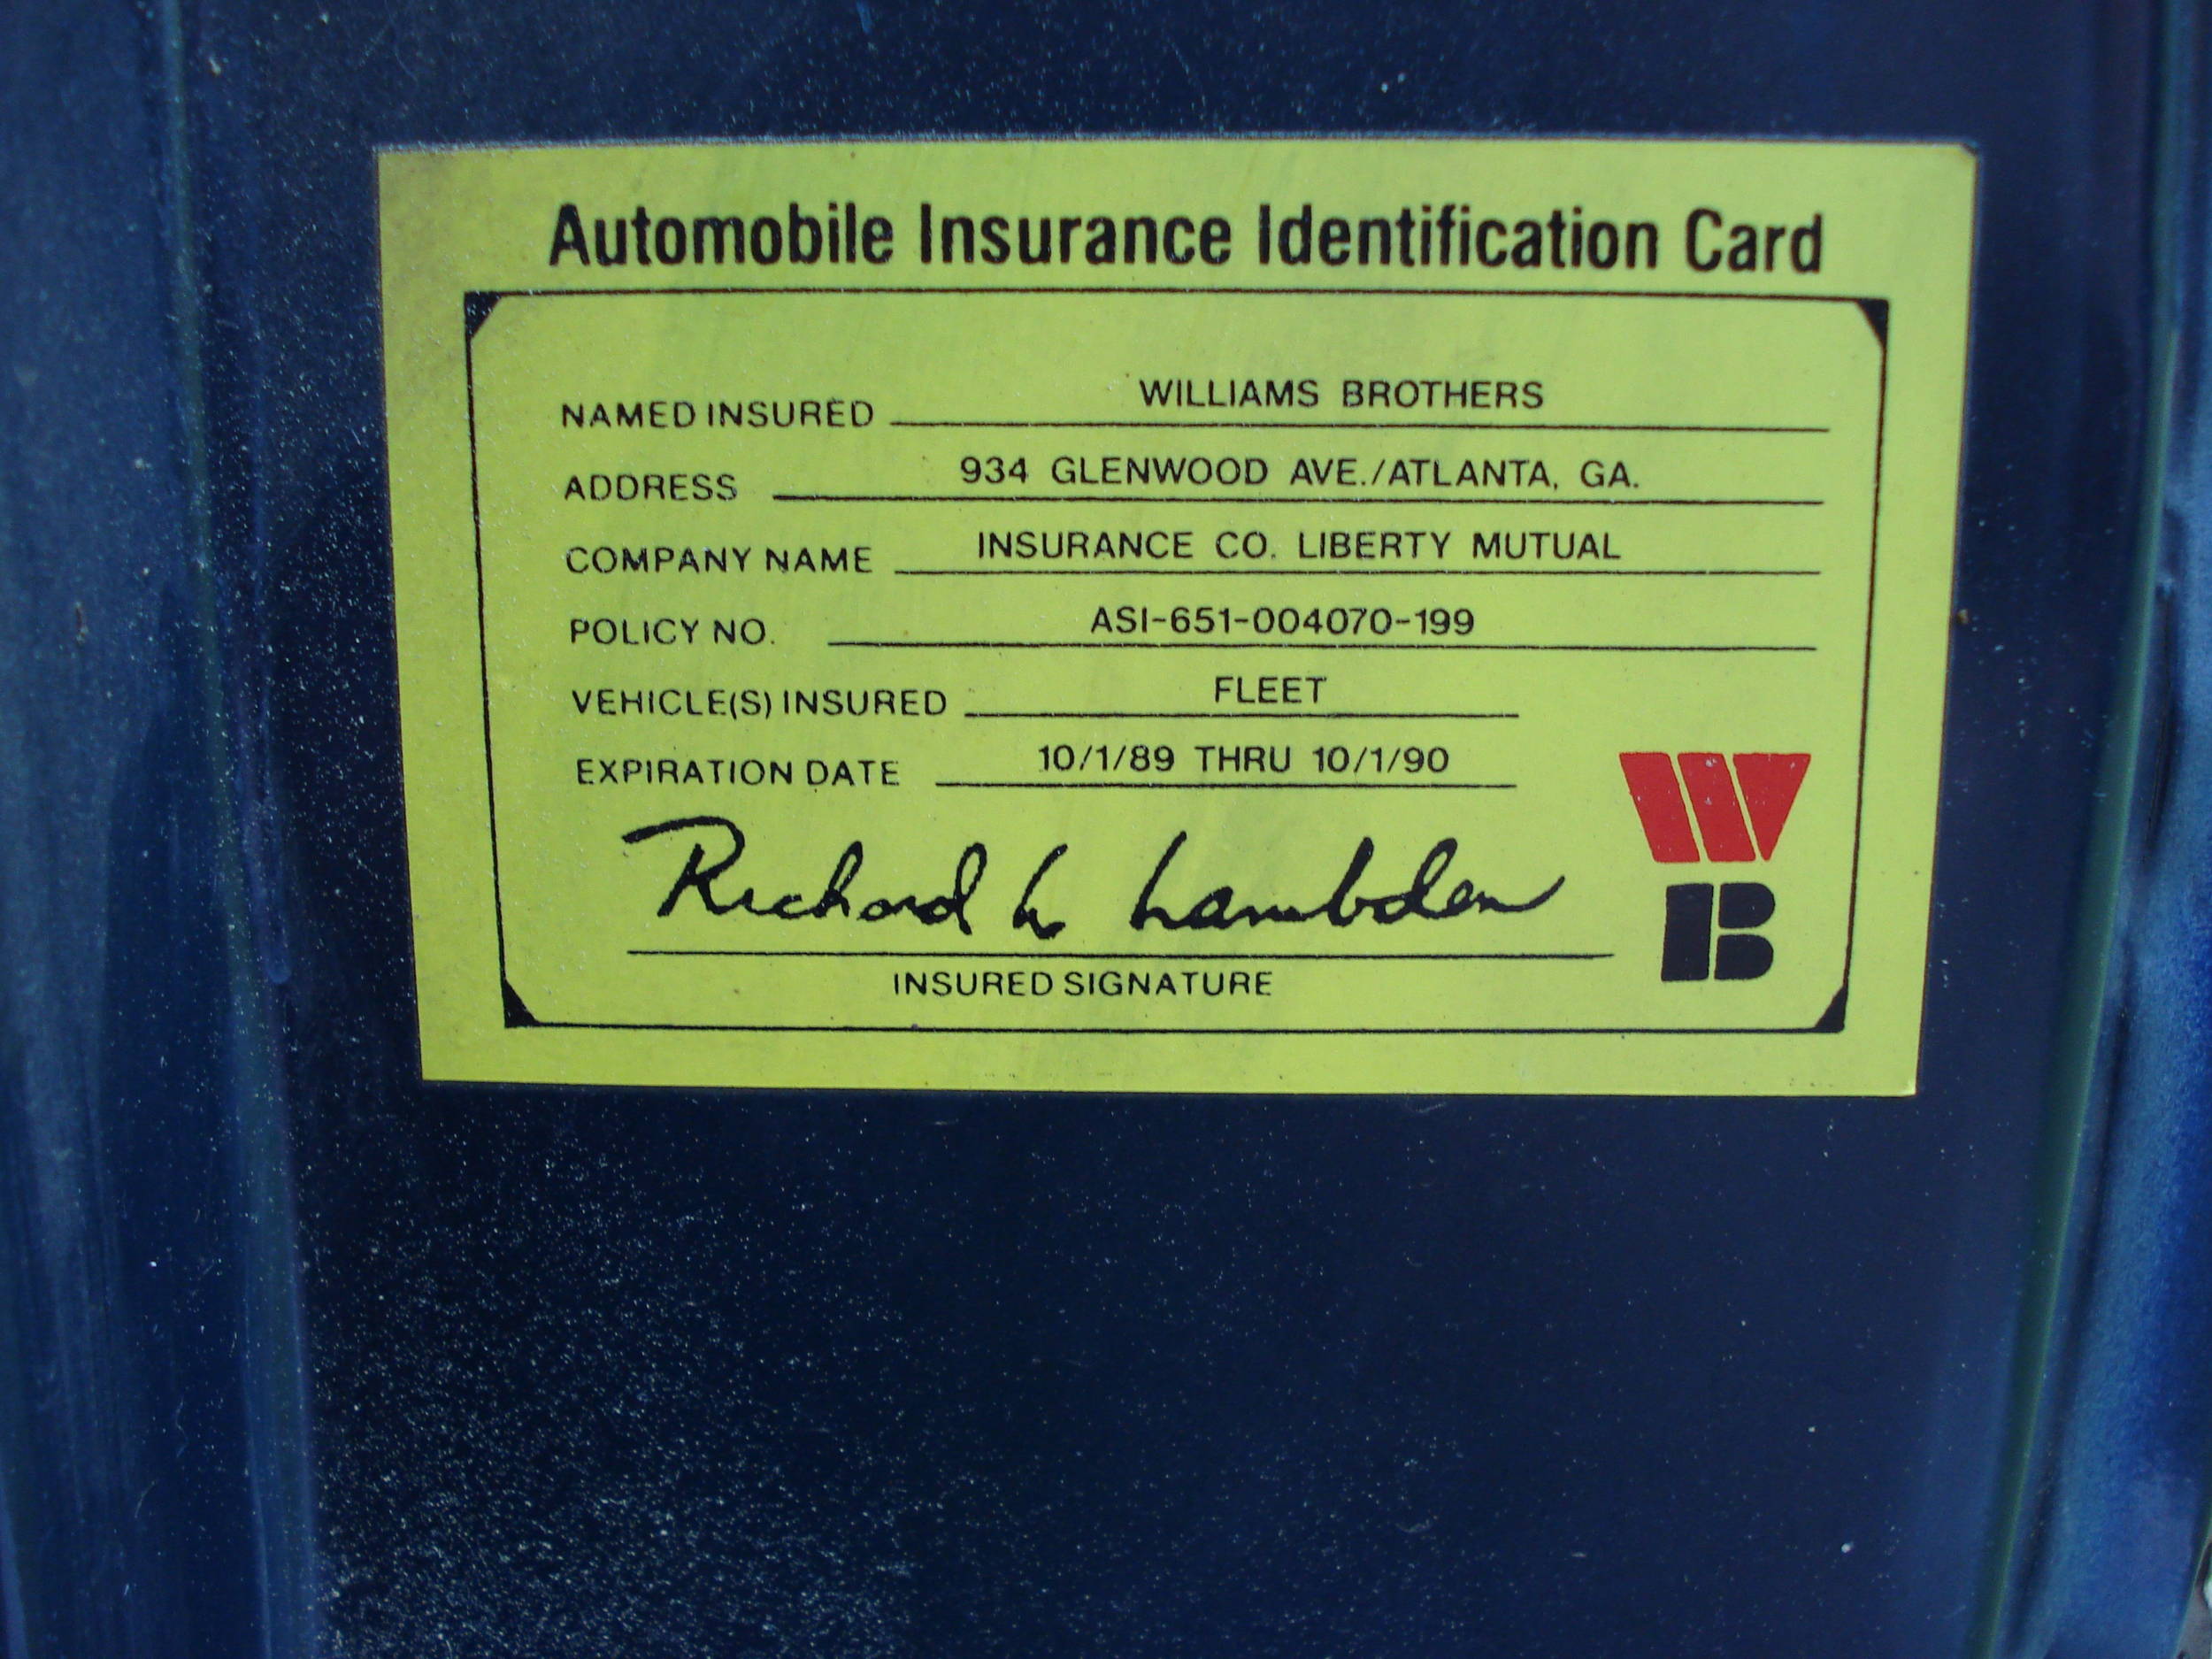 Automobile Insurance Identification Card
NAMED INSURED WILLIAMS BROTHERS
ADDRESS 934 GLENWOOD AVE./ATLANTA, GA.
COMPANY NAME INSURANCE CO. LIBERTY MUTUAL
POLICY NO. ASI-651-004070-199
VEHICLE(S) INSURED FLEET
EXPIRATION DATE 10/1/89 THRU 10/1/90
Richard L Lambden
INSURED SIGNATURE
W
B